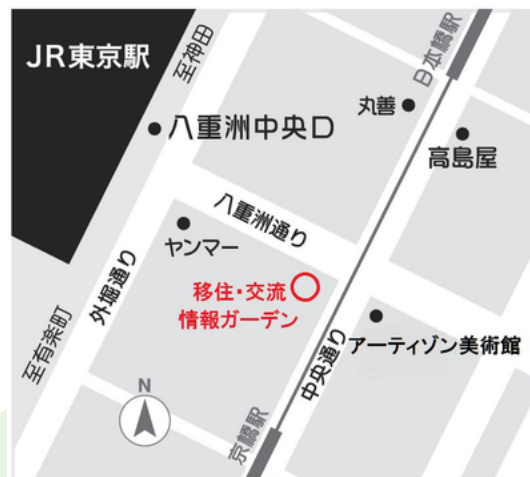 JR東京駅
至神田
日本橋駅
丸善
八重洲中央口
高島屋
八重洲通り
ヤンマー
外堀通り
移住・交流
情報ガーデン
至有楽町
アーティゾン美術館
中央通り
N
京橋駅